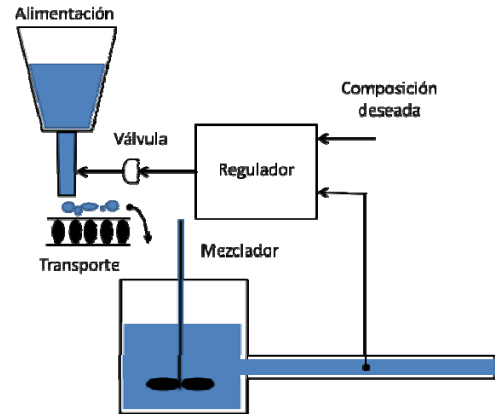 Alimentación
Composición
deseada
Válvula
Regulador
Transporte
Mezclador